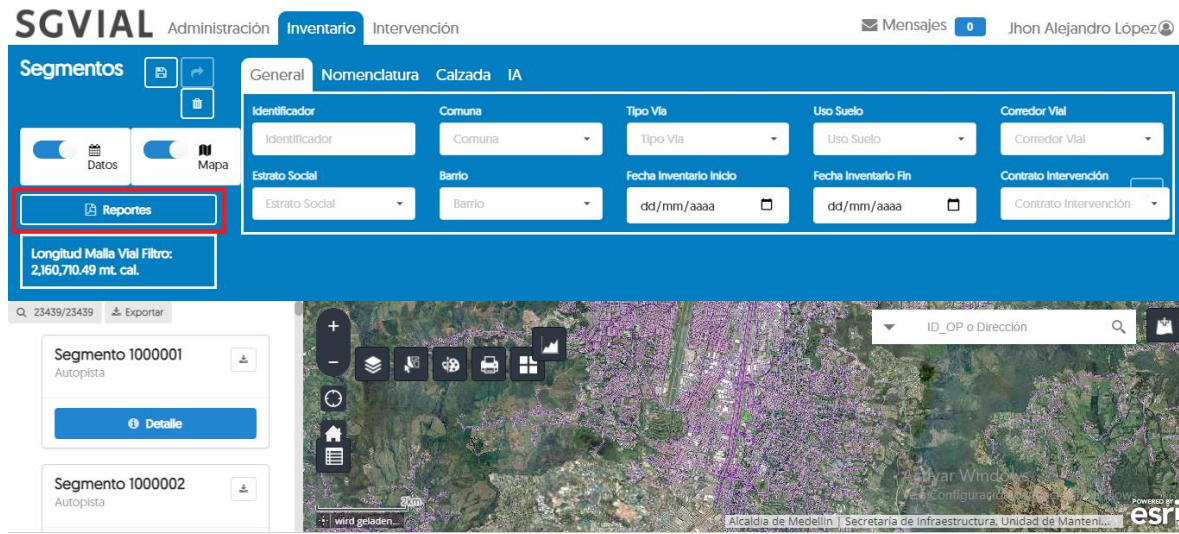 SGVIAL Administración Inventario Intervención Mensajes 0 Jhon Alejandro López
Segmentos
General Nomenclatura Calzada IA
Identificador Comuna Tipo Vía Uso Suelo Corredor Vial
Identificador Comuna Tipo Vía Uso Suelo Corredor Vial
Datos Mapa
Estrato Social Barrio Fecha Inventario Inicio Fecha Inventario Fin Contrato Intervención
Estrato Social Barrio dd/mm/aaaa dd/mm/aaaa Contrato Intervención
Reportes
Longitud Malla Vial Filtro:
2,160,710.49 mt. cal.
23439/23439 Exportar
ID_OP o Dirección
Segmento 1000001
Autopista
Detalle
Segmento 1000002
Autopista
2km
wird geladen...
Alcaldía de Medellín | Secretaría de Infraestructura, Unidad de Manteni...
POWERED BY
esri